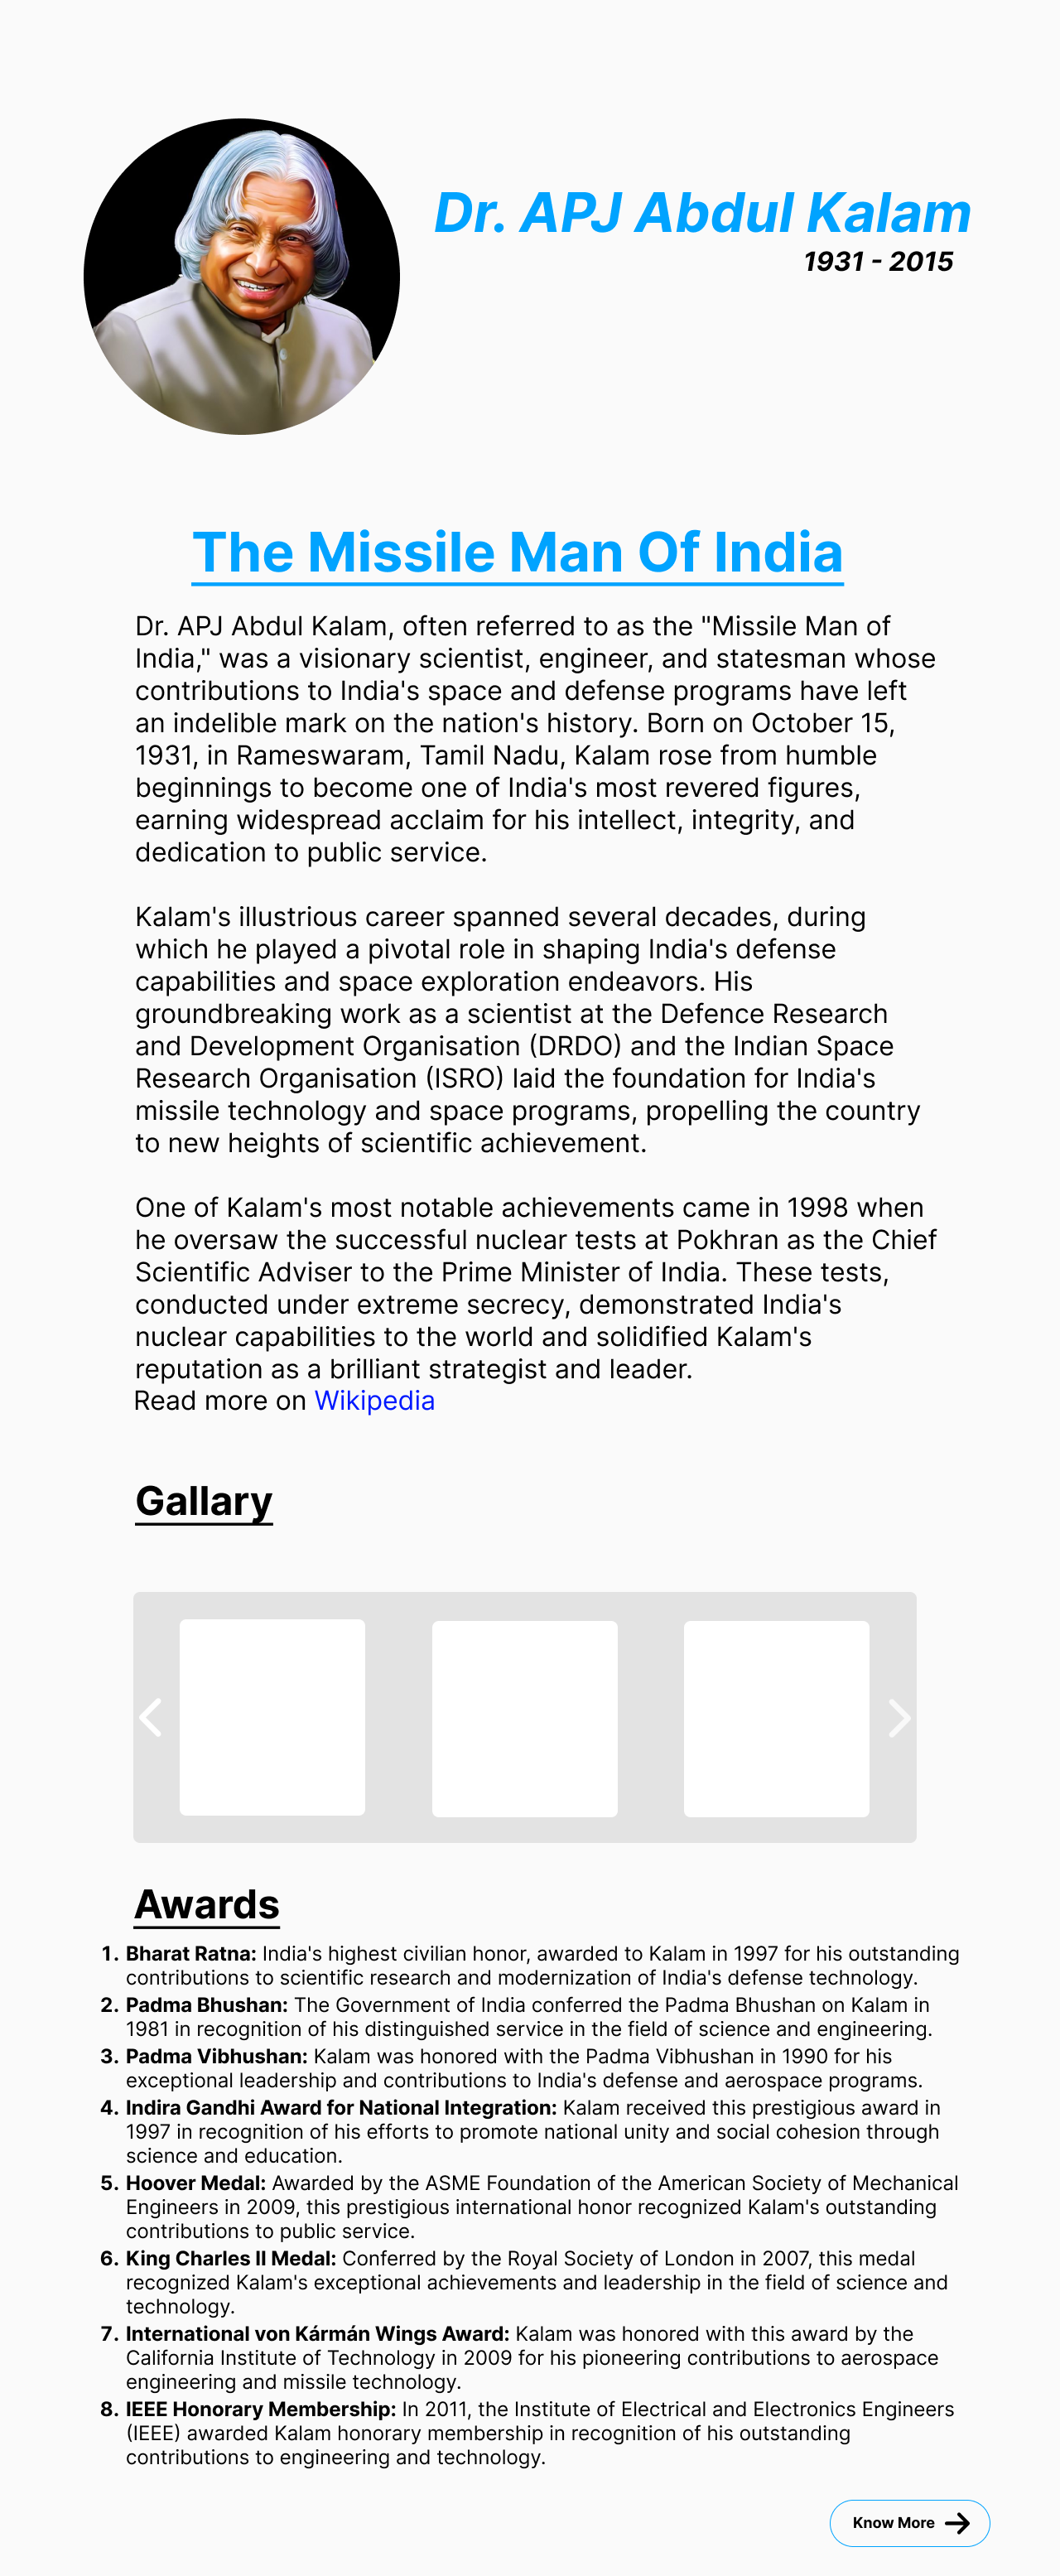 Dr. APJ Abdul Kalam
1931 - 2015
The Missile Man Of India
Dr. APJ Abdul Kalam, often referred to as the "Missile Man of
India," was a visionary scientist, engineer, and statesman whose
contributions to India's space and defense programs have left
an indelible mark on the nation's history. Born on October 15,
1931, in Rameswaram, Tamil Nadu, Kalam rose from humble
beginnings to become one of India's most revered figures,
earning widespread acclaim for his intellect, integrity, and
dedication to public service.
Kalam's illustrious career spanned several decades, during
which he played a pivotal role in shaping India's defense
capabilities and space exploration endeavors. His
groundbreaking work as a scientist at the Defence Research
and Development Organisation (DRDO) and the Indian Space
Research Organisation (ISRO) laid the foundation for India's
missile technology and space programs, propelling the country
to new heights of scientific achievement.
One of Kalam's most notable achievements came in 1998 when
he oversaw the successful nuclear tests at Pokhran as the Chief
Scientific Adviser to the Prime Minister of India. These tests,
conducted under extreme secrecy, demonstrated India's
nuclear capabilities to the world and solidified Kalam's
reputation as a brilliant strategist and leader.
Read more on Wikipedia
Gallary
Awards
1. Bharat Ratna: India's highest civilian honor, awarded to Kalam in 1997 for his outstanding
contributions to scientific research and modernization of India's defense technology.
2. Padma Bhushan: The Government of India conferred the Padma Bhushan on Kalam in
1981 in recognition of his distinguished service in the field of science and engineering.
3. Padma Vibhushan: Kalam was honored with the Padma Vibhushan in 1990 for his
exceptional leadership and contributions to India's defense and aerospace programs.
4. Indira Gandhi Award for National Integration: Kalam received this prestigious award in
1997 in recognition of his efforts to promote national unity and social cohesion through
science and education.
5. Hoover Medal: Awarded by the ASME Foundation of the American Society of Mechanical
Engineers in 2009, this prestigious international honor recognized Kalam's outstanding
contributions to public service.
6. King Charles II Medal: Conferred by the Royal Society of London in 2007, this medal
recognized Kalam's exceptional achievements and leadership in the field of science and
technology.
7. International von Kármán Wings Award: Kalam was honored with this award by the
California Institute of Technology in 2009 for his pioneering contributions to aerospace
engineering and missile technology.
8. IEEE Honorary Membership: In 2011, the Institute of Electrical and Electronics Engineers
(IEEE) awarded Kalam honorary membership in recognition of his outstanding
contributions to engineering and technology.
Know More